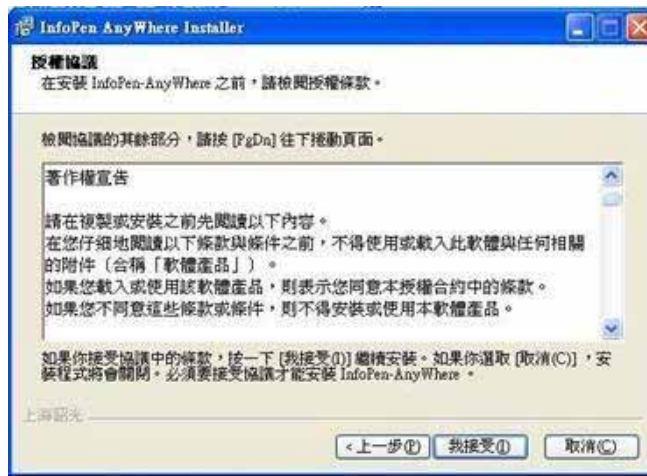 InfoPen AnyWhere Installer
授權協議
在安裝 InfoPen-AnyWhere 之前，請檢閱授權條款。
檢閱協議的其餘部分，請按 [PgDn] 往下捲動頁面。
著作權宣告
請在複製或安裝之前先閱讀以下內容。
在您仔細地閱讀以下條款與條件之前，不得使用或載入此軟體與任何相關
的附件（合稱「軟體產品」）。
如果您載入或使用該軟體產品，則表示您同意本授權合約中的條款。
如果您不同意這些條款或條件，則不得安裝或使用本軟體產品。
如果你接受協議中的條款，按一下 [我接受(I)] 繼續安裝。如果你選取 [取消(C)] ，安
裝程式將會關閉。必須要接受協議才能安裝 InfoPen-AnyWhere 。
上海韶光
<上一步(P)
我接受(I)
取消(C)